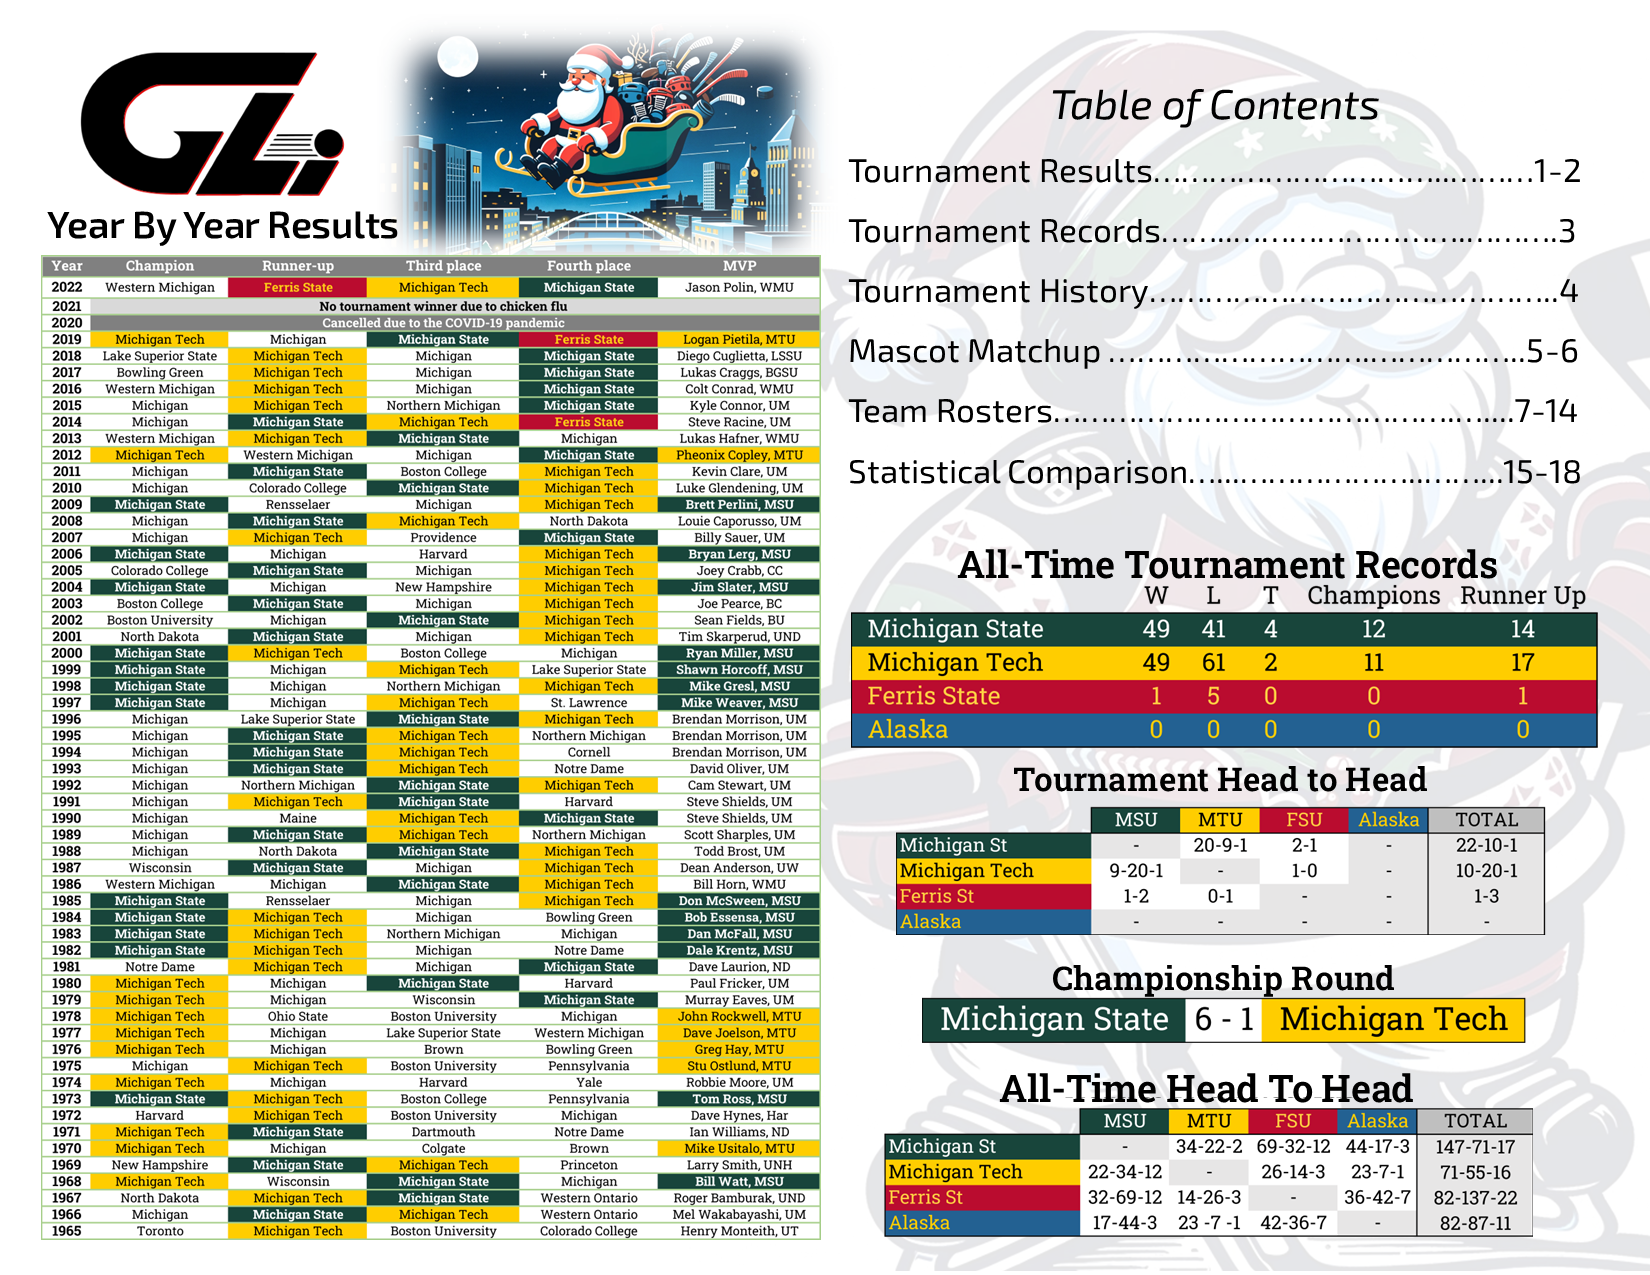 GLi
Year By Year Results
Year Champion Runner-up Third place Fourth place MVP
2022 Western Michigan Ferris State Michigan Tech Michigan State Jason Polin, WMU
2021 No tournament winner due to chicken flu
2020 Cancelled due to the COVID-19 pandemic
2019 Michigan Tech Michigan Michigan State Ferris State Logan Pietila, MTU
2018 Lake Superior State Michigan Tech Michigan Michigan State Diego Cuglietta, LSSU
2017 Bowling Green Michigan Tech Michigan Michigan State Lukas Craggs, BGSU
2016 Western Michigan Michigan Tech Michigan Michigan State Colt Conrad, WMU
2015 Michigan Michigan Tech Northern Michigan Michigan State Kyle Connor, UM
2014 Michigan Michigan State Michigan Tech Ferris State Steve Racine, UM
2013 Western Michigan Michigan Tech Michigan State Michigan Lukas Hafner, WMU
2012 Michigan Tech Western Michigan Michigan Michigan State Pheonix Copley, MTU
2011 Michigan Michigan State Boston College Michigan Tech Kevin Clare, UM
2010 Michigan Colorado College Michigan State Michigan Tech Luke Glendening, UM
2009 Michigan State Rensselaer Michigan Michigan Tech Brett Perlini, MSU
2008 Michigan Michigan State Michigan Tech North Dakota Louie Caporusso, UM
2007 Michigan Michigan Tech Providence Michigan State Billy Sauer, UM
2006 Michigan State Michigan Harvard Michigan Tech Bryan Lerg, MSU
2005 Colorado College Michigan State Michigan Michigan Tech Joey Crabb, CC
2004 Michigan State Michigan New Hampshire Michigan Tech Jim Slater, MSU
2003 Boston College Michigan State Michigan Michigan Tech Joe Pearce, BC
2002 Boston University Michigan Michigan State Michigan Tech Sean Fields, BU
2001 North Dakota Michigan State Michigan Michigan Tech Tim Skarperud, UND
2000 Michigan State Michigan Tech Boston College Michigan Ryan Miller, MSU
1999 Michigan State Michigan Michigan Tech Lake Superior State Shawn Horcoff, MSU
1998 Michigan State Michigan Northern Michigan Michigan Tech Mike Gresl, MSU
1997 Michigan State Michigan Michigan Tech St. Lawrence Mike Weaver, MSU
1996 Michigan Lake Superior State Michigan State Michigan Tech Brendan Morrison, UM
1995 Michigan Michigan State Michigan Tech Northern Michigan Brendan Morrison, UM
1994 Michigan Michigan State Michigan Tech Cornell Brendan Morrison, UM
1993 Michigan Michigan State Michigan Tech Notre Dame David Oliver, UM
1992 Michigan Northern Michigan Michigan State Michigan Tech Cam Stewart, UM
1991 Michigan Michigan Tech Michigan State Harvard Steve Shields, UM
1990 Michigan Maine Michigan Tech Michigan State Steve Shields, UM
1989 Michigan Michigan State Michigan Tech Northern Michigan Scott Sharples, UM
1988 Michigan North Dakota Michigan State Michigan Tech Todd Brost, UM
1987 Wisconsin Michigan State Michigan Michigan Tech Dean Anderson, UW
1986 Western Michigan Michigan Michigan State Michigan Tech Bill Horn, WMU
1985 Michigan State Rensselaer Michigan Michigan Tech Don McSween, MSU
1984 Michigan State Michigan Tech Michigan Bowling Green Bob Essensa, MSU
1983 Michigan State Michigan Tech Northern Michigan Michigan Dan McFall, MSU
1982 Michigan State Michigan Tech Michigan Notre Dame Dale Krentz, MSU
1981 Notre Dame Michigan Tech Michigan Michigan State Dave Laurion, ND
1980 Michigan Tech Michigan Michigan State Harvard Paul Fricker, UM
1979 Michigan Tech Michigan Wisconsin Michigan State Murray Eaves, UM
1978 Michigan Tech Ohio State Boston University Michigan John Rockwell, MTU
1977 Michigan Tech Michigan Lake Superior State Western Michigan Dave Joelson, MTU
1976 Michigan Tech Michigan Brown Bowling Green Greg Hay, MTU
1975 Michigan Michigan Tech Boston University Pennsylvania Stu Ostlund, MTU
1974 Michigan Tech Michigan Harvard Yale Robbie Moore, UM
1973 Michigan State Michigan Tech Boston College Pennsylvania Tom Ross, MSU
1972 Harvard Michigan Tech Boston University Michigan Dave Hynes, Har
1971 Michigan Tech Michigan State Dartmouth Notre Dame Ian Williams, ND
1970 Michigan Tech Michigan Colgate Brown Mike Usitalo, MTU
1969 New Hampshire Michigan State Michigan Tech Princeton Larry Smith, UNH
1968 Michigan Tech Wisconsin Michigan State Michigan Bill Watt, MSU
1967 North Dakota Michigan Tech Michigan State Western Ontario Roger Bamburak, UND
1966 Michigan Michigan State Michigan Tech Western Ontario Mel Wakabayashi, UM
1965 Toronto Michigan Tech Boston University Colorado College Henry Monteith, UT
Table of Contents
Tournament Results……………………………………1-2
Tournament Records……………………………………3
Tournament History……………………………………..4
Mascot Matchup ……………………………………..5-6
Team Rosters……………………………………………...7-14
Statistical Comparison…...……………………………...15-18
All-Time Tournament Records
W L T Champions Runner Up
Michigan State 49 41 4 12 14
Michigan Tech 49 61 2 11 17
Ferris State 1 5 0 0 1
Alaska 0 0 0 0 0
Tournament Head to Head
MSU MTU FSU Alaska TOTAL
Michigan St - 20-9-1 2-1 - 22-10-1
Michigan Tech 9-20-1 - 1-0 - 10-20-1
Ferris St 1-2 0-1 - - 1-3
Alaska - - - - -
Championship Round
Michigan State 6 - 1 Michigan Tech
All-Time Head To Head
MSU MTU FSU Alaska TOTAL
Michigan St - 34-22-2 69-32-12 44-17-3 147-71-17
Michigan Tech 22-34-12 - 26-14-3 23-7-1 71-55-16
Ferris St 32-69-12 14-26-3 - 36-42-7 82-137-22
Alaska 17-44-3 23 -7 -1 42-36-7 - 82-87-11